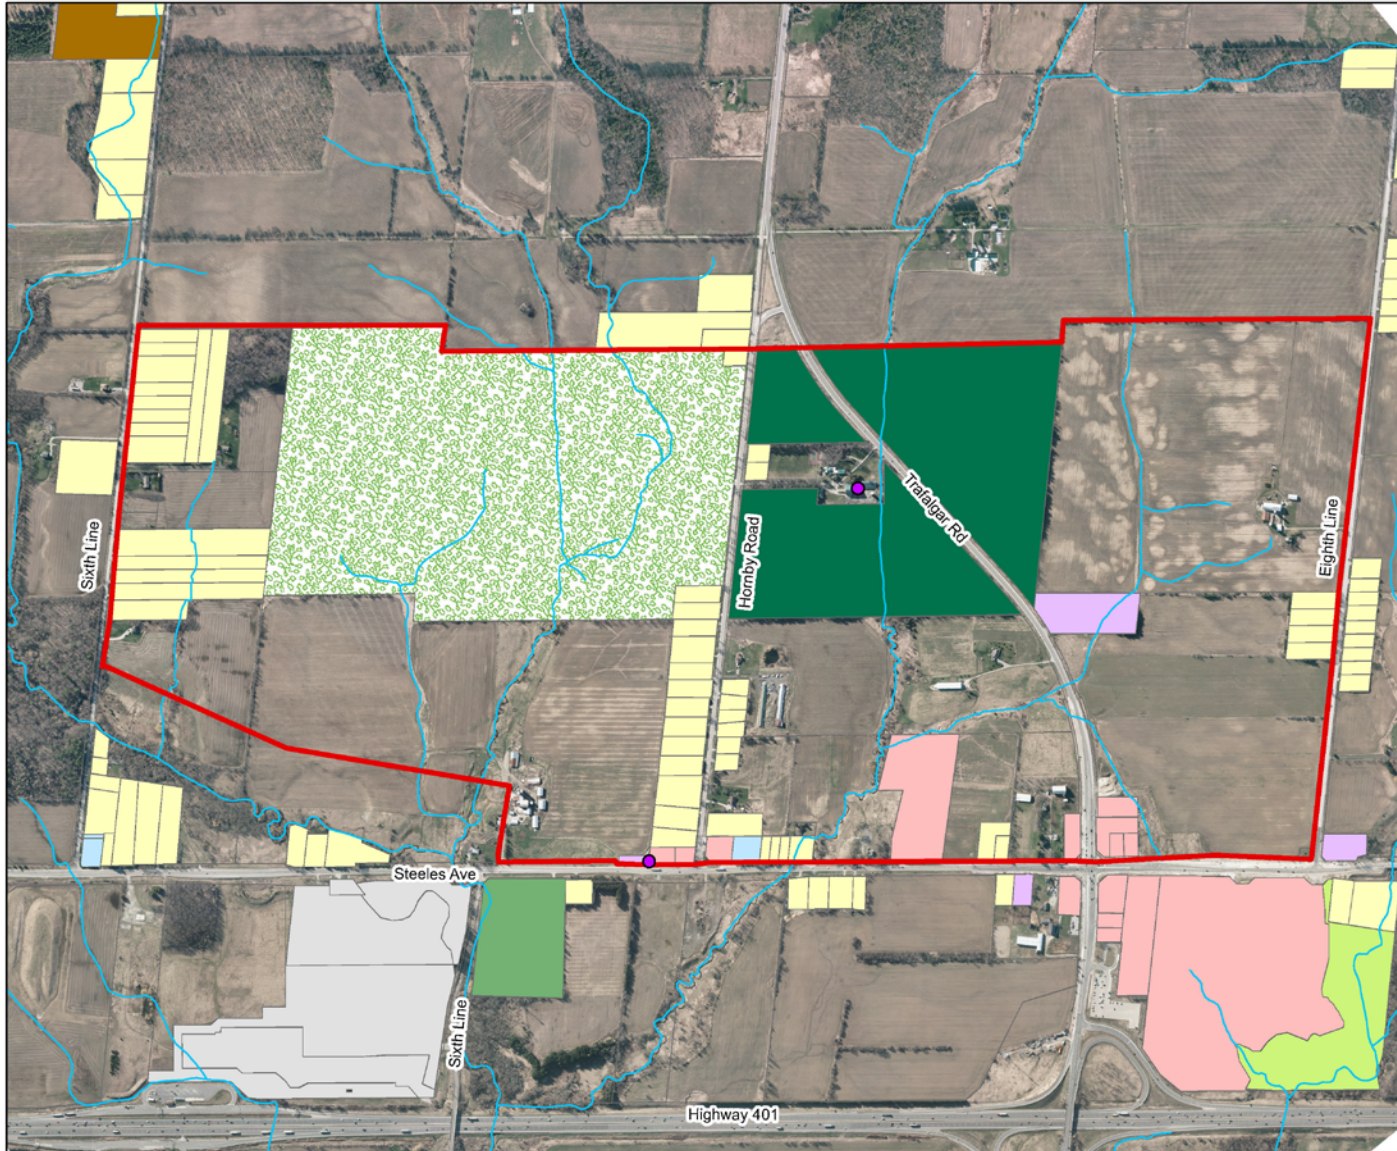 Trafalgar Rd
Eighth Line
Hornby Road
Sixth Line
Steeles Ave
Sixth Line
Highway 401